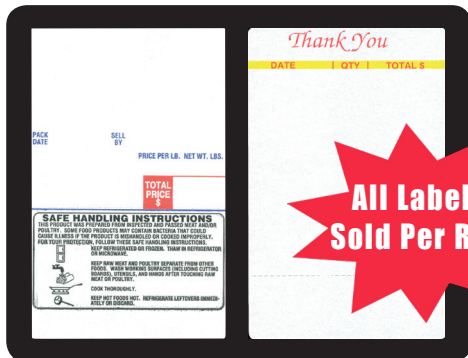 PACK
DATE
SELL
BY
PRICE PER LB. NET WT. LBS.
TOTAL
PRICE
$
SAFE HANDLING INSTRUCTIONS
THIS PRODUCT WAS PREPARED FROM INSPECTED AND PASSED MEAT AND/OR
POULTRY. SOME FOOD PRODUCTS MAY CONTAIN BACTERIA THAT COULD
CAUSE ILLNESS IF THE PRODUCT IS MISHANDLED OR COOKED IMPROPERLY.
FOR YOUR PROTECTION, FOLLOW THESE SAFE HANDLING INSTRUCTIONS.
KEEP REFRIGERATED OR FROZEN. THAW IN REFRIGERATOR
OR MICROWAVE.
KEEP RAW MEAT AND POULTRY SEPARATE FROM OTHER
FOODS. WASH WORKING SURFACES (INCLUDING CUTTING
BOARDS), UTENSILS, AND HANDS AFTER TOUCHING RAW
MEAT OR POULTRY.
COOK THOROUGHLY.
KEEP HOT FOODS HOT. REFRIGERATE LEFTOVERS IMMEDI-
ATELY OR DISCARD.
Thank You
DATE | QTY | TOTAL $
All Label
Sold Per R